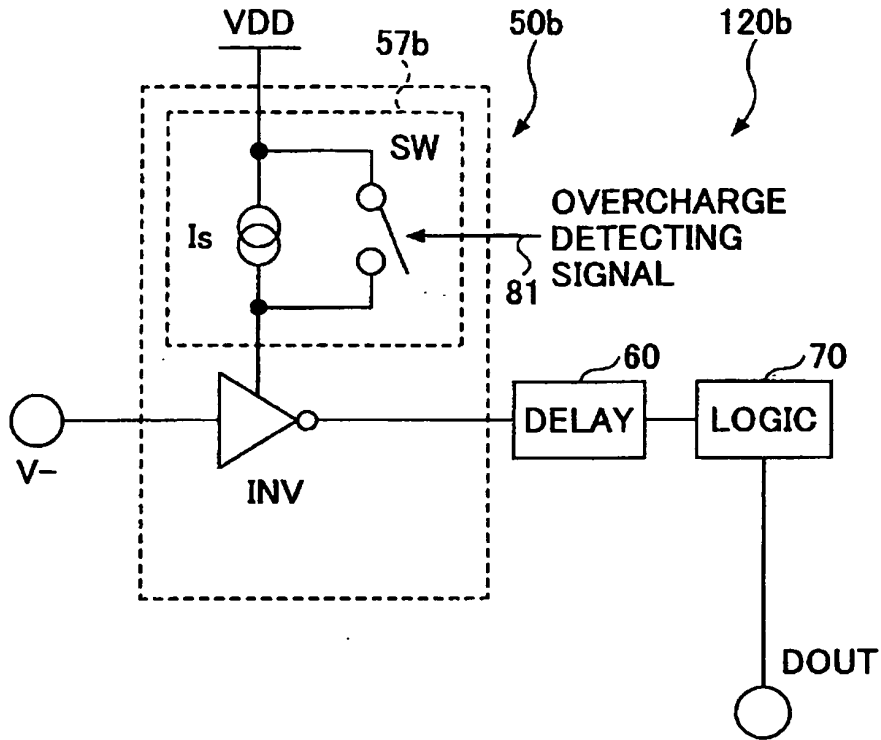 VDD
57b
50b
120b
SW
Is
OVERCHARGE
DETECTING
SIGNAL
81
60
70
DELAY
LOGIC
V-
INV
DOUT